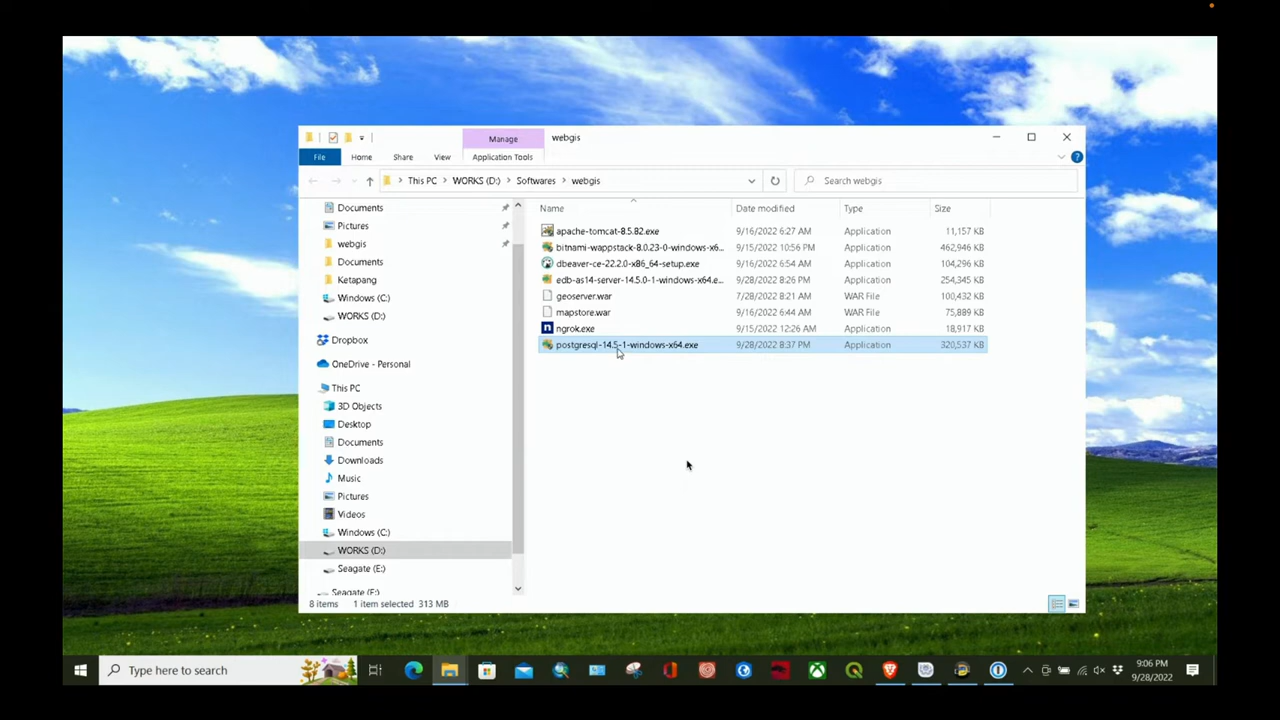 Manage
webgis
File
Home
Share
View
Application Tools
This PC
WORKS (D:)
Softwares
webgis
Search webgis
Documents
Pictures
webgis
Documents
Ketapang
Windows (C:)
WORKS (D:)
Dropbox
OneDrive - Personal
This PC
3D Objects
Desktop
Documents
Downloads
Music
Pictures
Videos
Windows (C:)
WORKS (D:)
Seagate (E:)
Seagate (E:)
Name Date modified Type Size
apache-tomcat-8.5.82.exe 9/16/2022 6:27 AM Application 11,157 KB
bitnami-wappstack-8.0.23-0-windows-x6... 9/15/2022 10:56 PM Application 462,946 KB
dbeaver-ce-22.2.0-x86_64-setup.exe 9/16/2022 6:54 AM Application 104,296 KB
edb-as14-server-14.5.0-1-windows-x64.e... 9/28/2022 8:26 PM Application 254,345 KB
geoserver.war 7/28/2022 8:21 AM WAR File 100,432 KB
mapstore.war 9/16/2022 6:44 AM WAR File 75,889 KB
ngrok.exe 9/15/2022 12:26 AM Application 18,917 KB
postgresql-14.5-1-windows-x64.exe 9/28/2022 8:37 PM Application 320,537 KB
8 items 1 item selected 313 MB
Type here to search
9:06 PM
9/28/2022